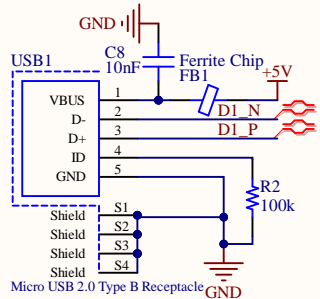 GND
USB1
C8
10nF
Ferrite Chip
FB1
+5V
VBUS 1
D- 2 D1_N
D+ 3 D1_P
ID 4
GND 5
R2
100k
Shield S1
Shield S2
Shield S3
Shield S4
GND
Micro USB 2.0 Type B Receptacle